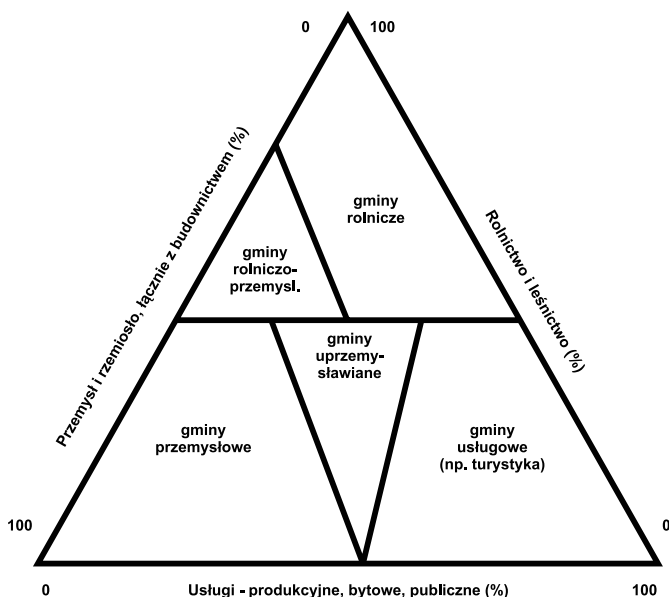 0
100
gminy
rolnicze
gminy
rolniczo-
przemysl.
Przemysł i rzemiosło, łącznie z budownictwem (%)
Rolnictwo i leśnictwo (%)
gminy
uprzemy-
sławiane
gminy
przemysłowe
gminy
usługowe
(np. turystyka)
100
0
0
Usługi - produkcyjne, bytowe, publiczne (%)
100